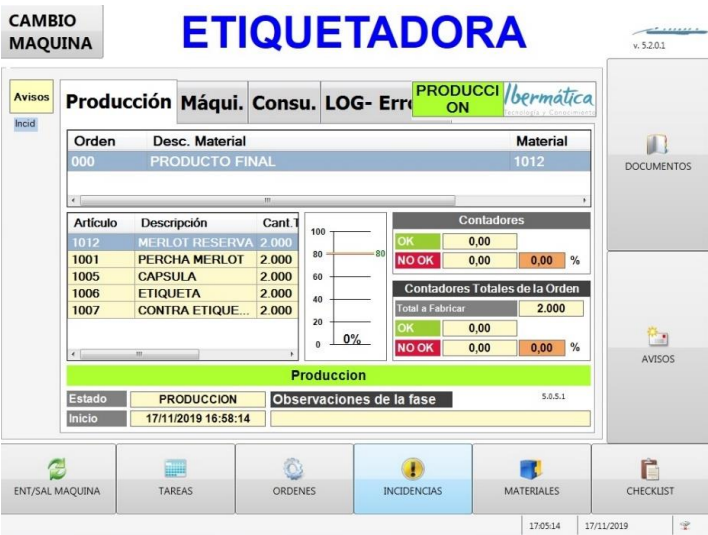 CAMBIO
MAQUINA
ETIQUETADORA
v. 5.2.0.1
Avisos
Incid
Producción Máqui. Consu. LOG- Erro
PRODUCCI
ON
Ibermática
Tecnología y Conocimiento
Orden Desc. Material Material
000 PRODUCTO FINAL 1012
Artículo Descripción Cant.T
1012 MERLOT RESERVA 2.000
1001 PERCHA MERLOT 2.000
1005 CAPSULA 2.000
1006 ETIQUETA 2.000
1007 CONTRA ETIQUE... 2.000
100
80 80
60
40
20
0 0%
Contadores
OK 0,00
NO OK 0,00 0,00 %
Contadores Totales de la Orden
Total a Fabricar 2.000
OK 0,00
NO OK 0,00 0,00 %
Produccion
Estado PRODUCCION Observaciones de la fase 5.0.5.1
Inicio 17/11/2019 16:58:14
DOCUMENTOS
AVISOS
ENT/SAL MAQUINA TAREAS ORDENES INCIDENCIAS MATERIALES CHECKLIST
17:05:14 17/11/2019